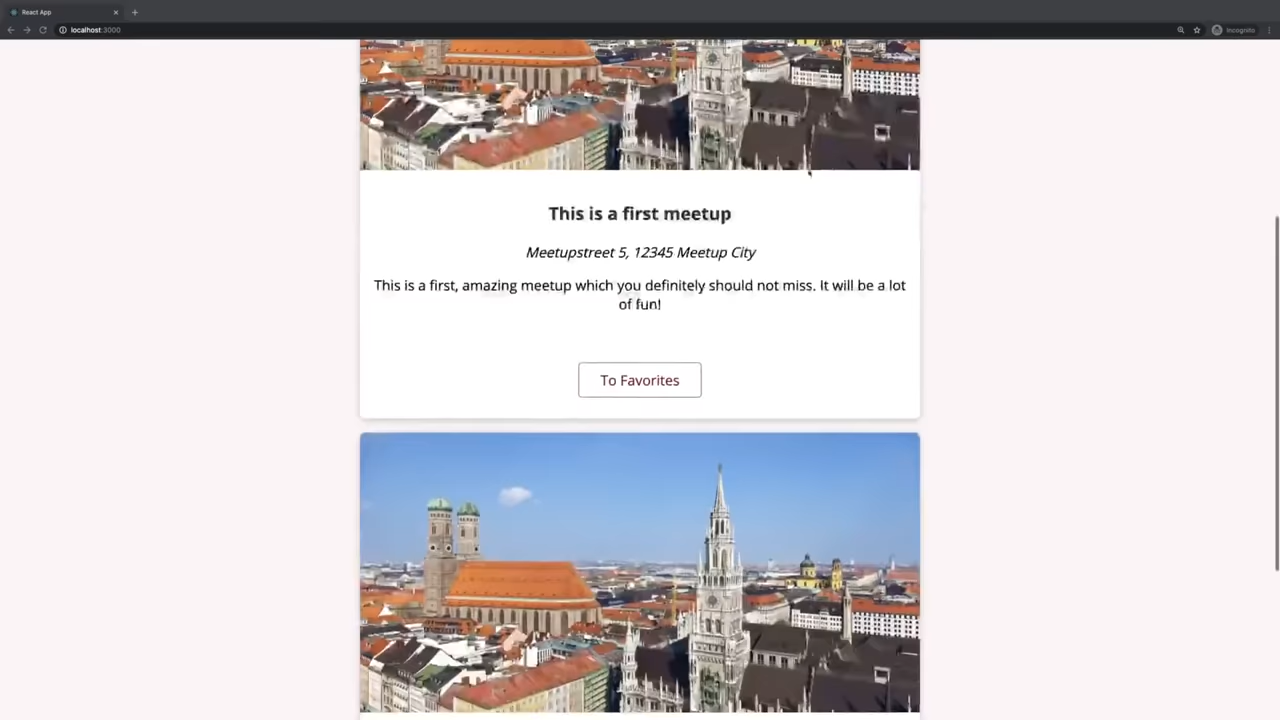 React App
localhost:3000
Incognito
This is a first meetup
Meetupstreet 5, 12345 Meetup City
This is a first, amazing meetup which you definitely should not miss. It will be a lot
of fun!
To Favorites